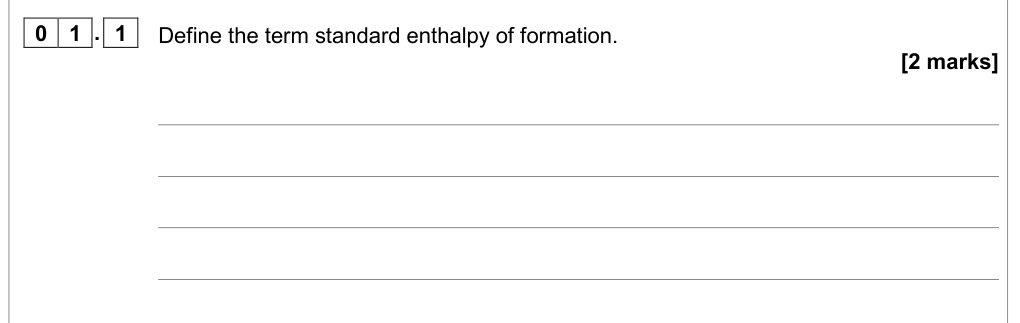 0 1 . 1 Define the term standard enthalpy of formation.
[2 marks]